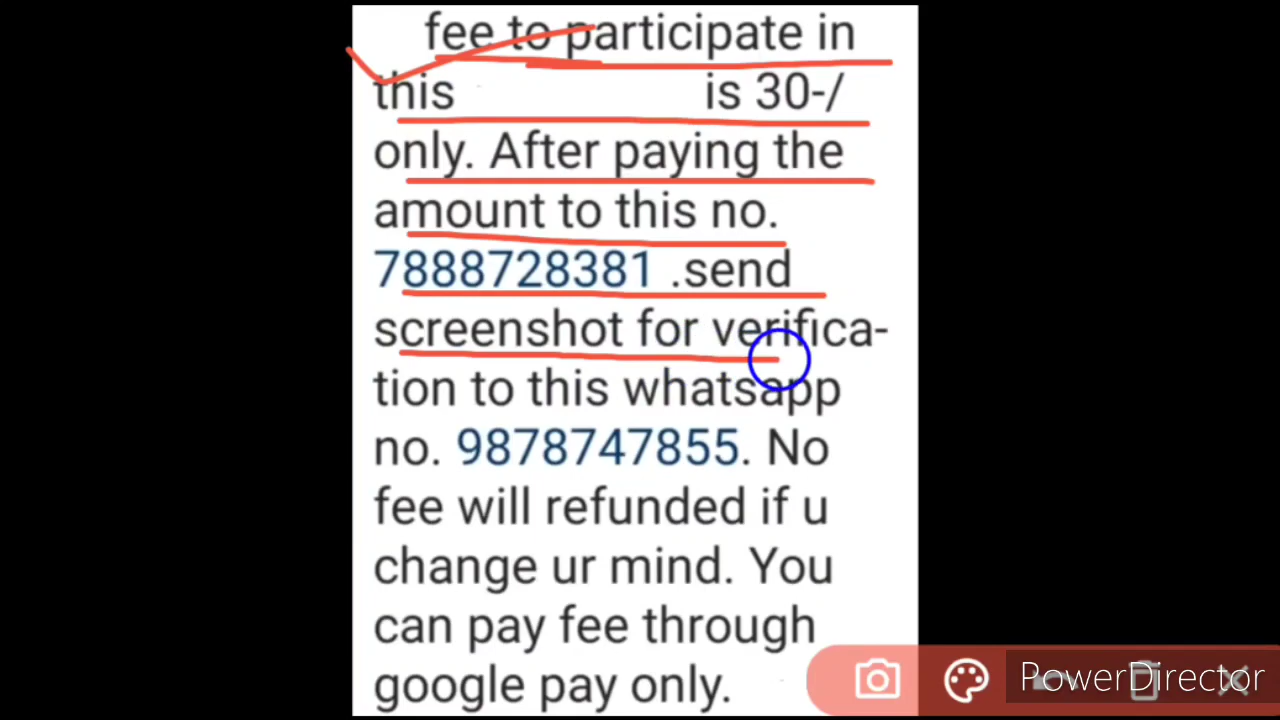 fee to participate in
this is 30-/
only. After paying the
amount to this no.
7888728381 .send
screenshot for verifica-
tion to this whatsapp
no. 9878747855. No
fee will refunded if u
change ur mind. You
can pay fee through
google pay only.
PowerDirector